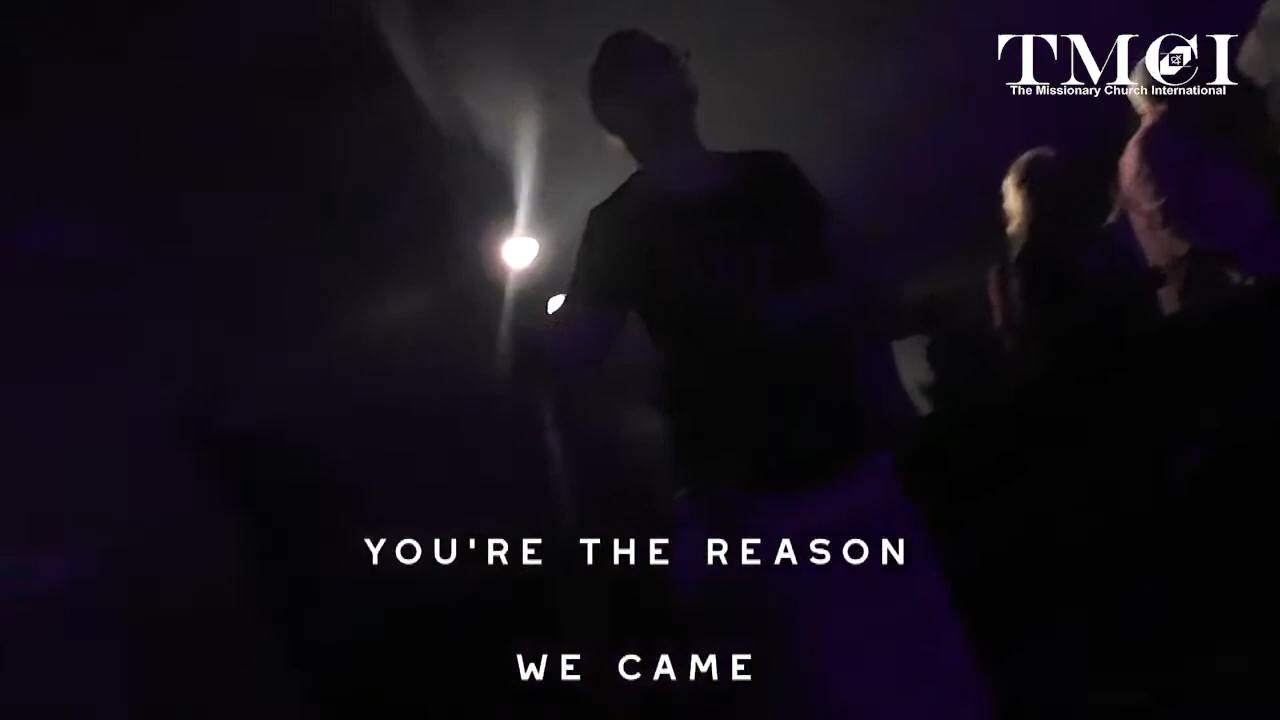 TMCI
The Missionary Church International
YOU'RE THE REASON
WE CAME